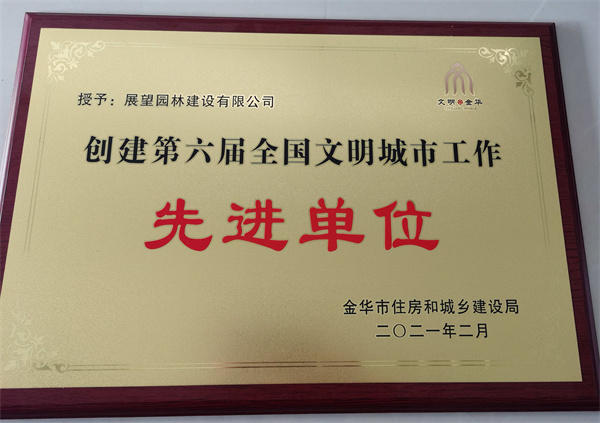 文明金华
授予：展望园林建设有限公司
创建第六届全国文明城市工作
先进单位
金华市住房和城乡建设局
二〇二一年二月